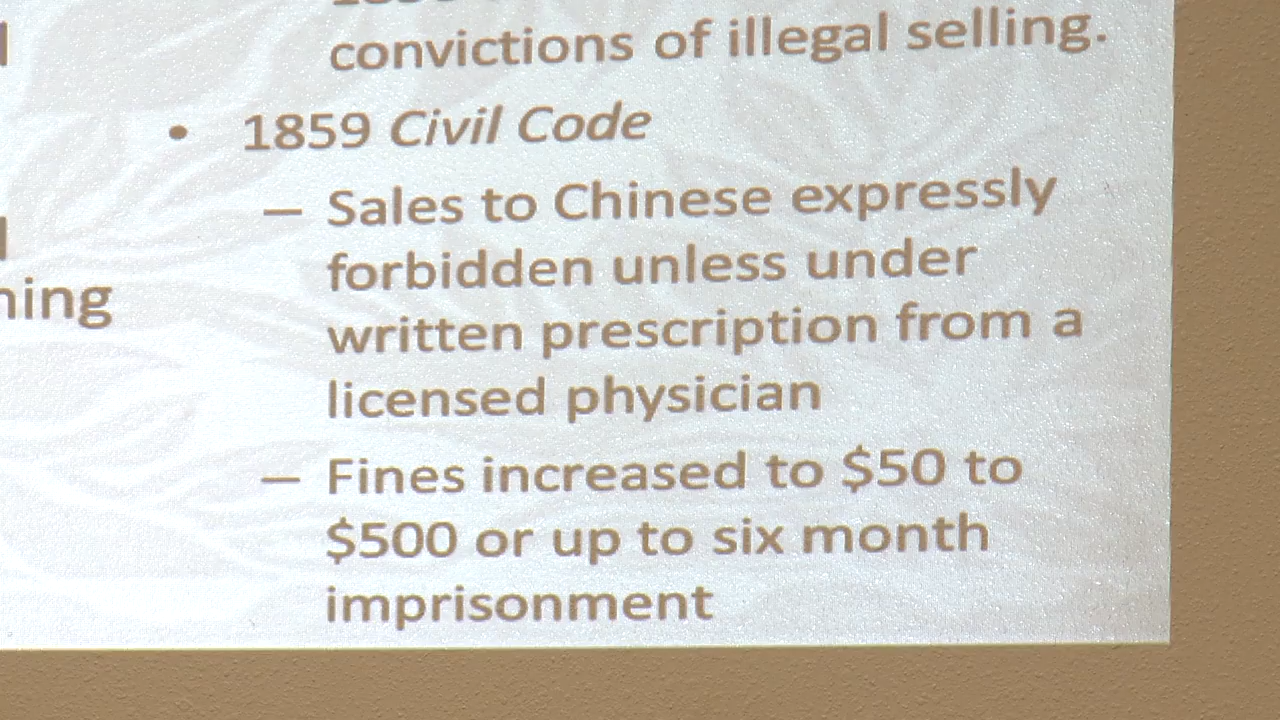 convictions of illegal selling.
• 1859 Civil Code
– Sales to Chinese expressly
forbidden unless under
written prescription from a
licensed physician
– Fines increased to $50 to
$500 or up to six month
imprisonment